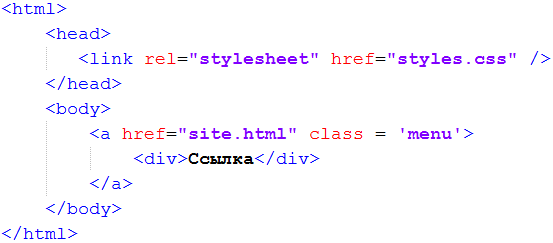 <html>
<head>
<link rel="stylesheet" href="styles.css" />
</head>
<body>
<a href="site.html" class = 'menu'>
<div>Ссылка</div>
</a>
</body>
</html>